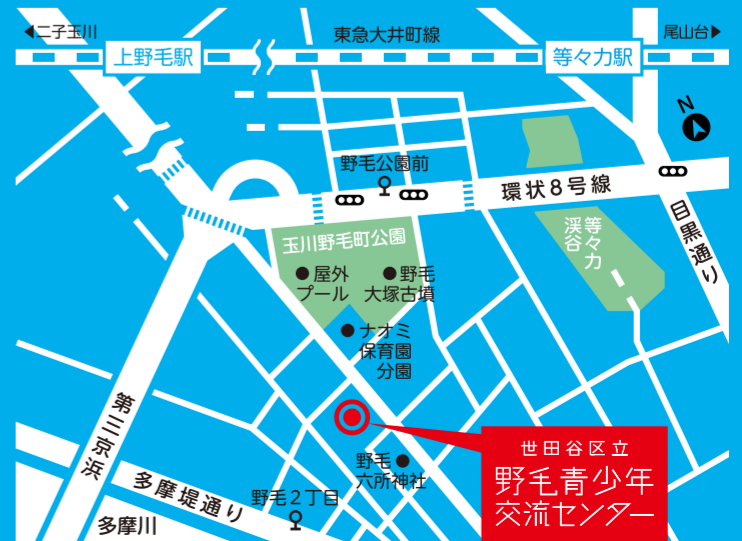 ◀二子玉川
東急大井町線
尾山台▶
上野毛駅
等々力駅
N
野毛公園前
環状8号線
目黒通り
等々力
渓谷
玉川野毛町公園
屋外
プール
野毛
大塚古墳
ナオミ
保育園
分園
第三京浜
世田谷区立
野毛青少年
交流センター
野毛
六所神社
多摩堤通り
野毛2丁目
多摩川